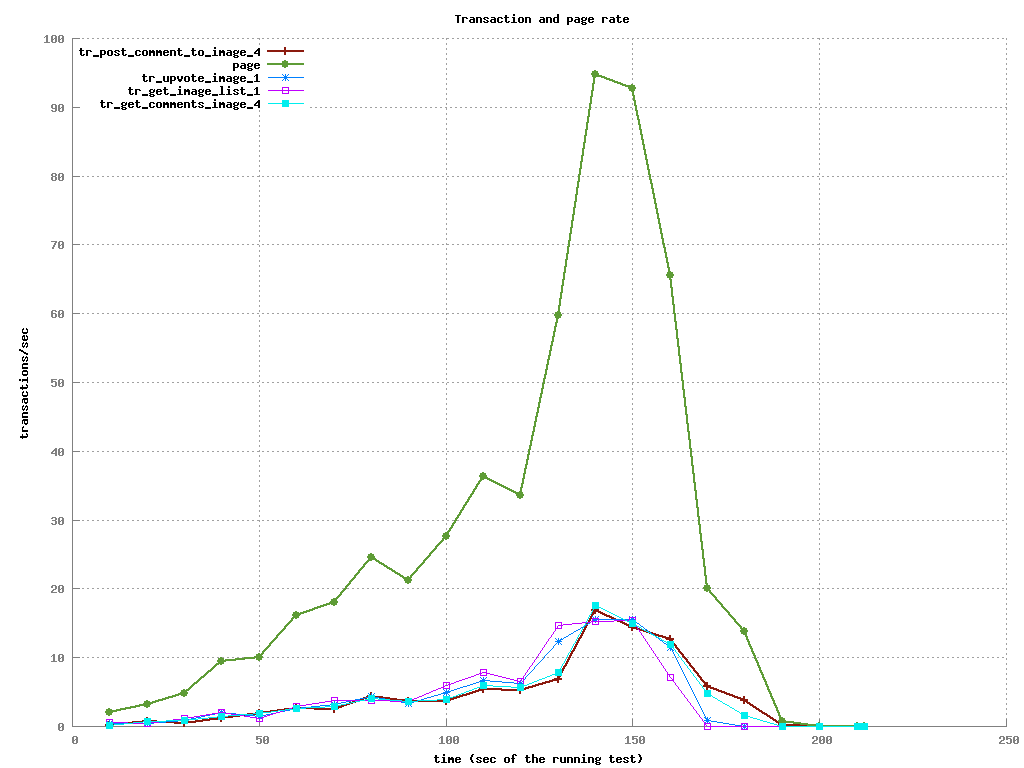 Transaction and page rate
100
90
80
70
60
50
40
30
20
10
0
tr_post_comment_to_image_4
page
tr_upvote_image_1
tr_get_image_list_1
tr_get_comments_image_4
transactions/sec
0 50 100 150 200 250
time (sec of the running test)